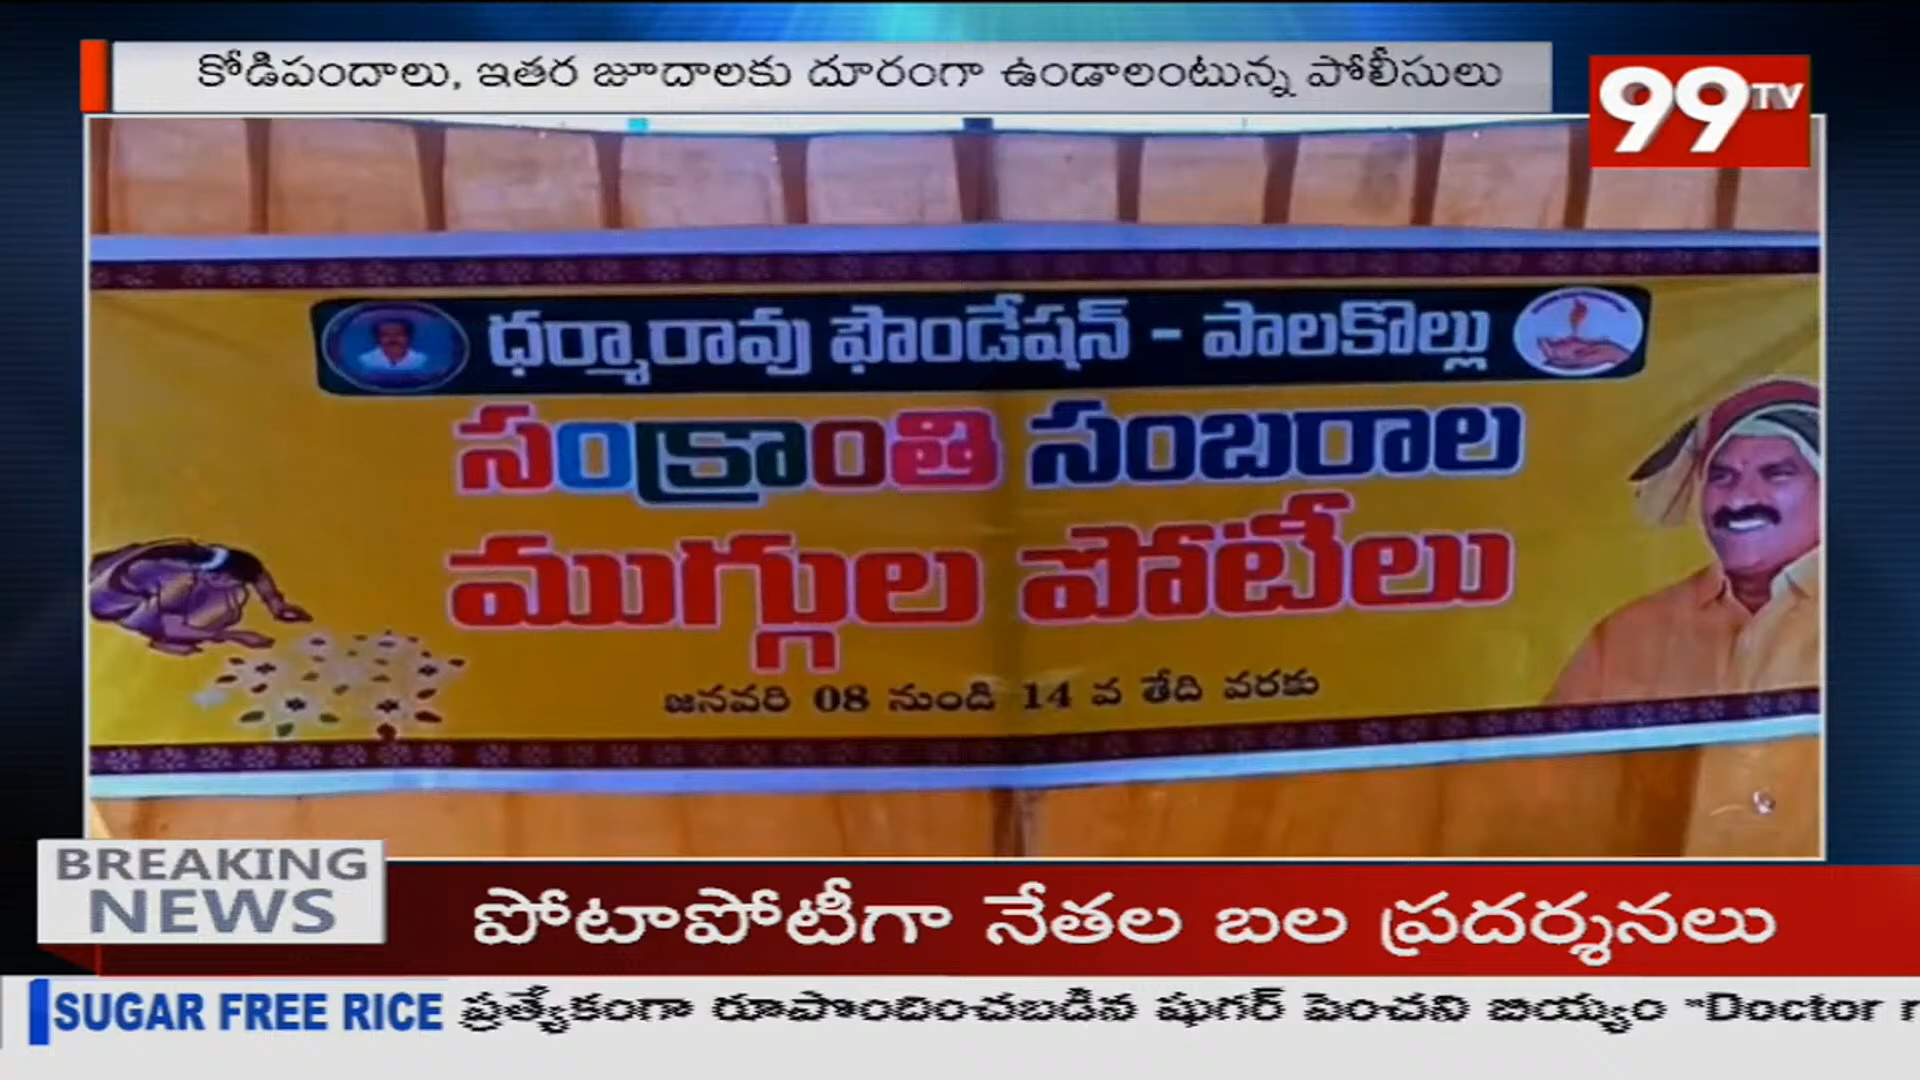 కోడిపందాలు, ఇతర జూదాలకు దూరంగా ఉండాలంటున్న పోలీసులు
99TV
ధర్మారావు ఫౌండేషన్ - పాలకొల్లు
సంక్రాంతి సంబరాల
ముగ్గుల పోటీలు
జనవరి 08 నుండి 14 వ తేది వరకు
BREAKING
NEWS
పోటాపోటీగా నేతల బల ప్రదర్శనలు
SUGAR FREE RICE ప్రత్యేకంగా రూపొందించబడిన షుగర్ పెంచని బియ్యం "Doctor r